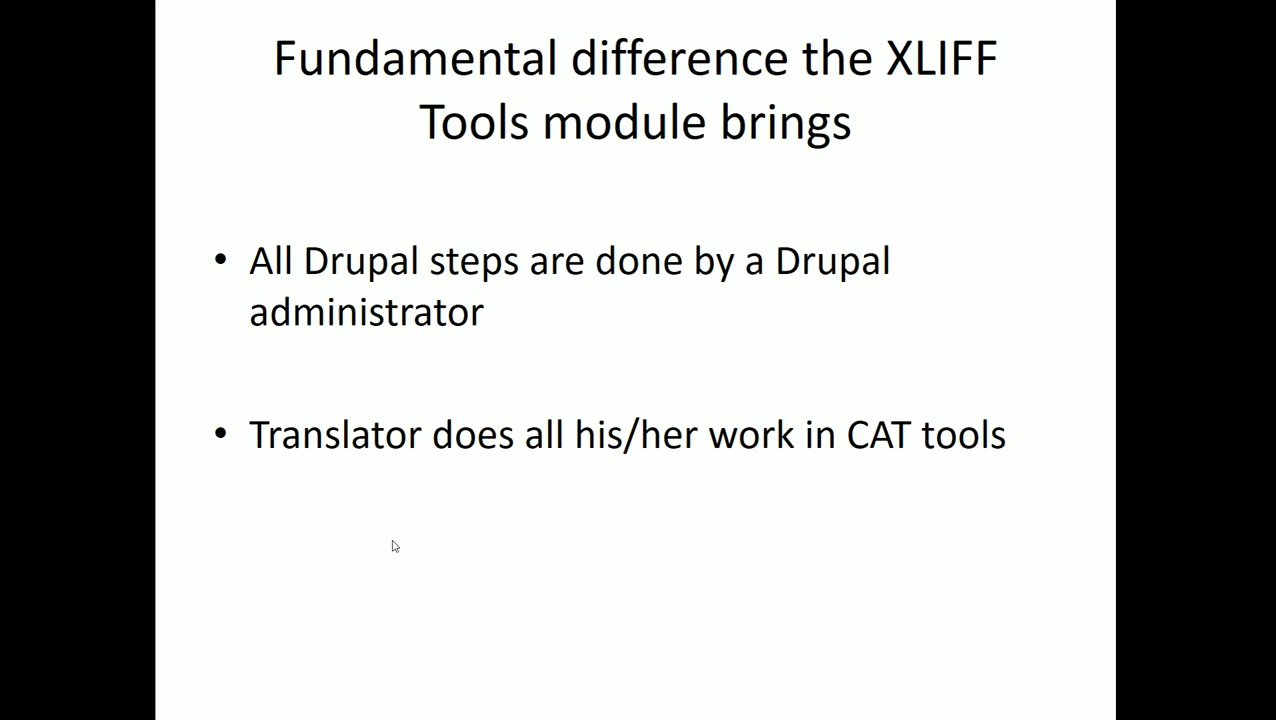 Fundamental difference the XLIFF
Tools module brings
• All Drupal steps are done by a Drupal
administrator
• Translator does all his/her work in CAT tools